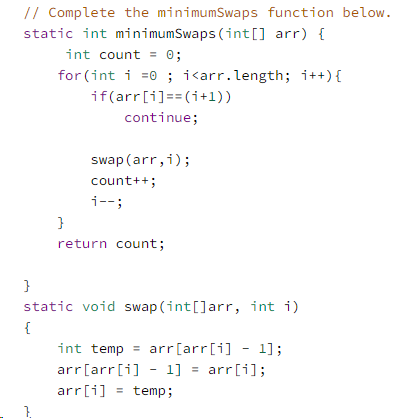 // Complete the minimumSwaps function below.
static int minimumSwaps(int[] arr) {
     int count = 0;
    for(int i =0 ; i<arr.length; i++){
        if(arr[i]==(i+1))
            continue;

        swap(arr,i);
        count++;
        i--;
    }
    return count;

}
static void swap(int[]arr, int i)
{
    int temp = arr[arr[i] - 1];
    arr[arr[i] - 1] = arr[i];
    arr[i] = temp;
}